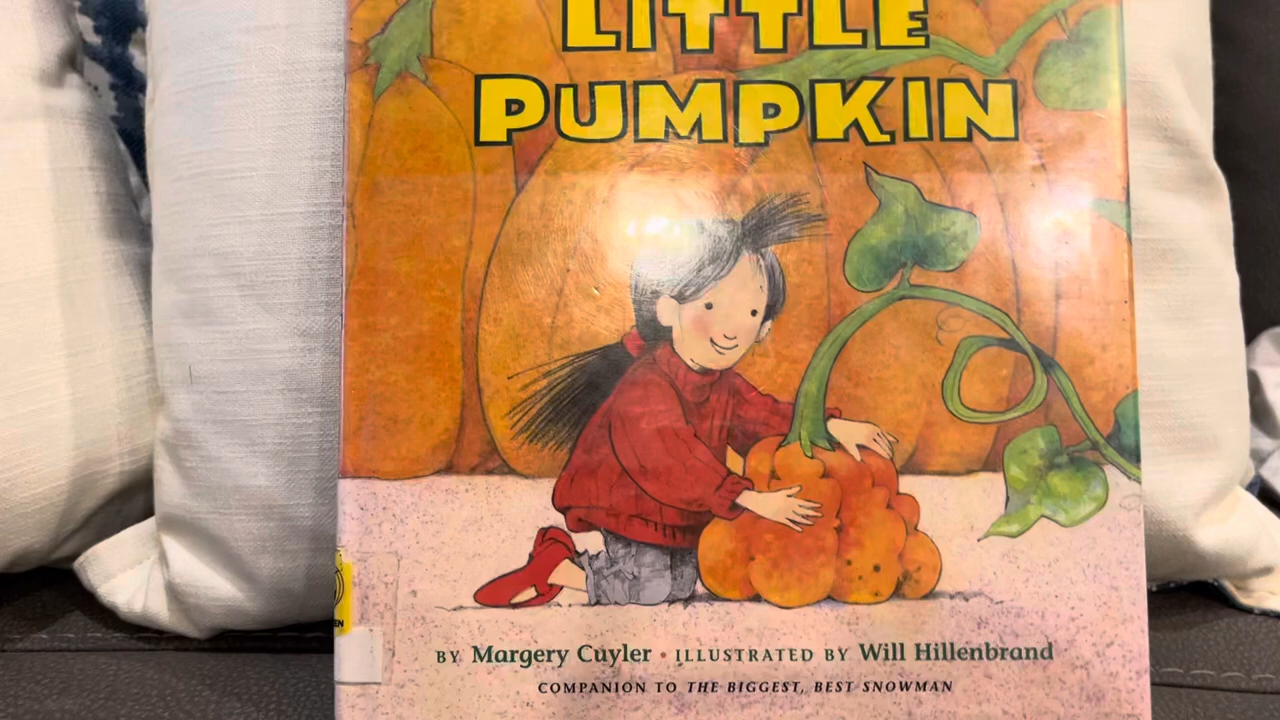 LITTLE
PUMPKIN
BY Margery Cuyler • ILLUSTRATED BY Will Hillenbrand
COMPANION TO THE BIGGEST, BEST SNOWMAN